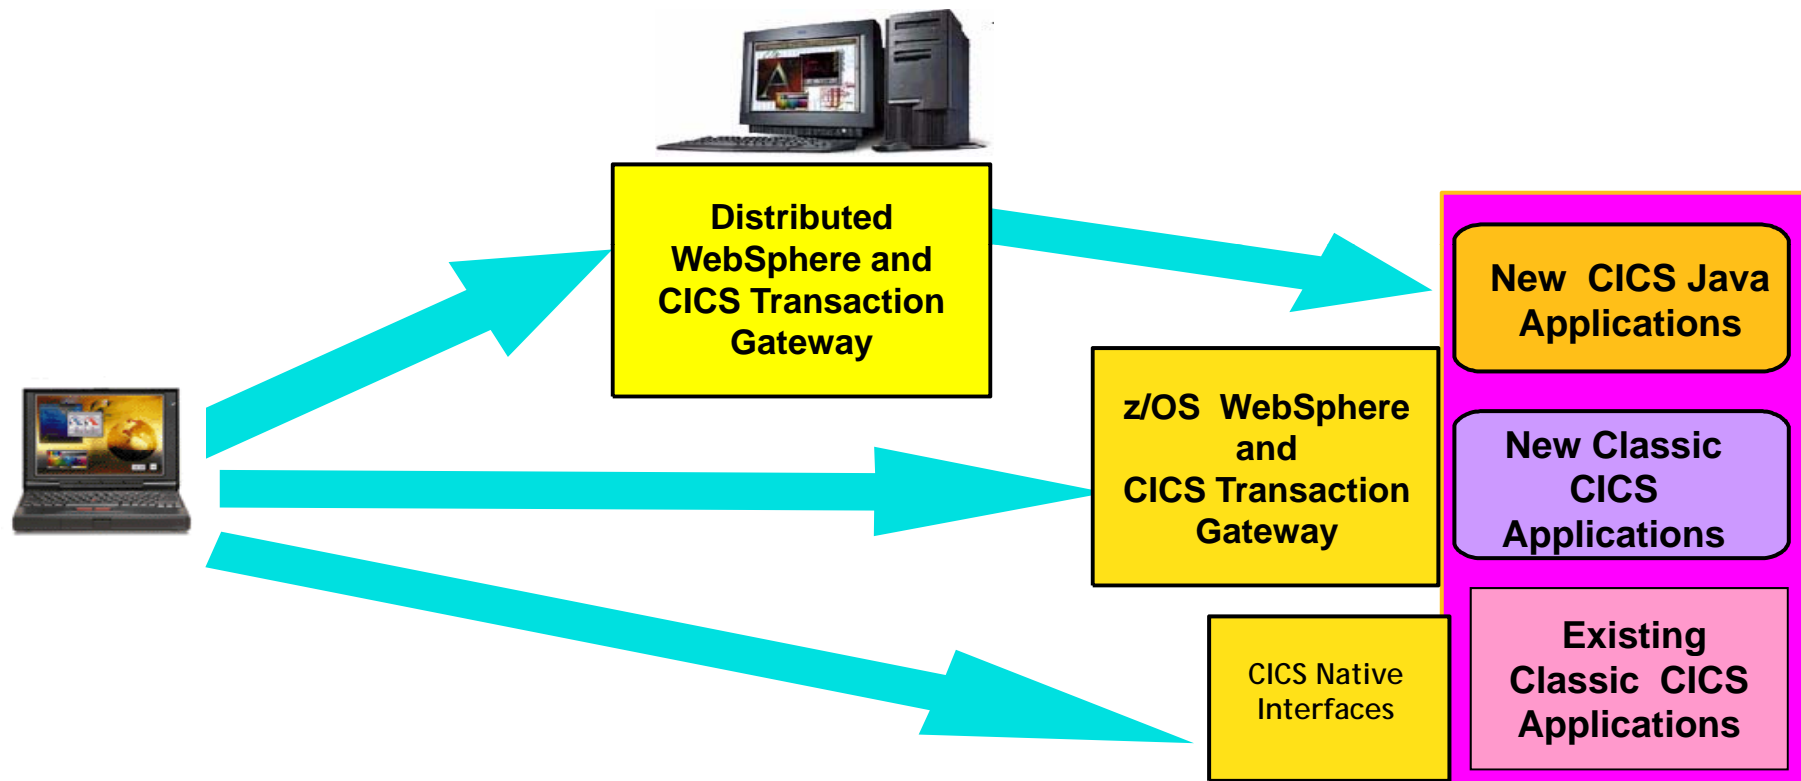 Distributed
WebSphere and
CICS Transaction
Gateway
New CICS Java
Applications
z/OS WebSphere
and
CICS Transaction
Gateway
New Classic
CICS
Applications
CICS Native
Interfaces
Existing
Classic CICS
Applications